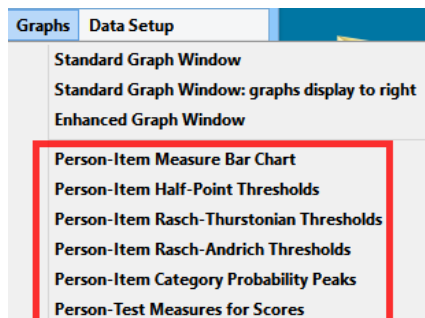 Graphs Data Setup
Standard Graph Window
Standard Graph Window: graphs display to right
Enhanced Graph Window
Person-Item Measure Bar Chart
Person-Item Half-Point Thresholds
Person-Item Rasch-Thurstonian Thresholds
Person-Item Rasch-Andrich Thresholds
Person-Item Category Probability Peaks
Person-Test Measures for Scores